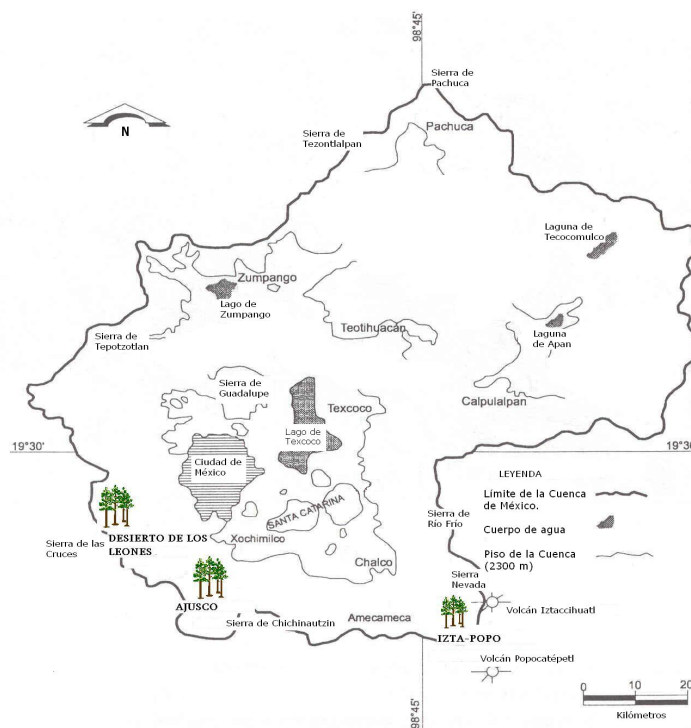 98°45'
Sierra de
Pachuca
Pachuca
N
Sierra de
Tezontlalpan
Laguna de
Tecocomulco
Zumpango
Lago de
Zumpango
Teotihuacán
Laguna
de Apan
Sierra de
Tepotzotlan
Sierra de
Guadalupe
Texcoco
Calpulalpan
Lago de
Texcoco
19°30'
19°30
Ciudad de
México
LEYENDA
Límite de la Cuenca
de México.
Cuerpo de agua
Piso de la Cuenca
(2300 m)
SANTA CATARINA
Sierra de
Río Frío
Sierra de las
Cruces
DESIERTO DE LOS
LEONES
Xochimilco
Chalco
Sierra
Nevada
AJUSCO
Volcán Iztaccihuatl
Amecameca
Sierra de Chichinautzin
IZTA-POPO
Volcán Popocatépetl
0 10 20
Kilómetros
98°45'